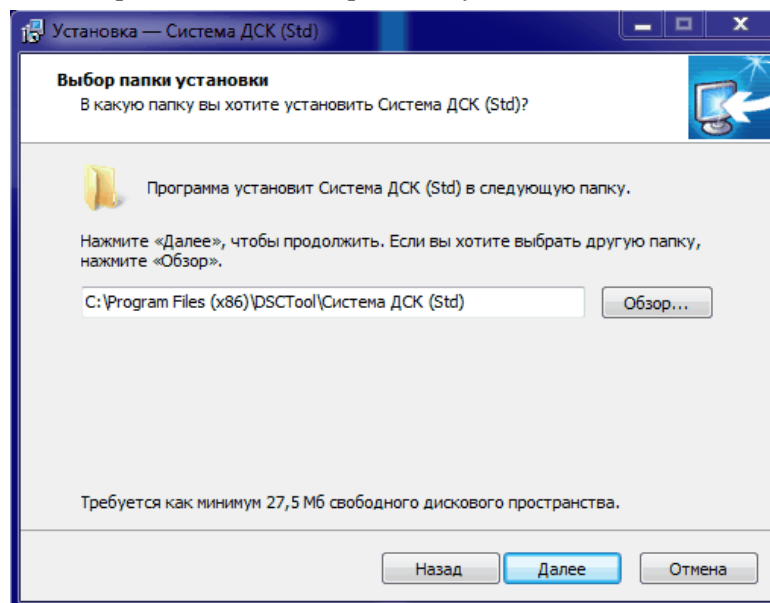 Установка — Система ДСК (Std)
Выбор папки установки
В какую папку вы хотите установить Система ДСК (Std)?
Программа установит Система ДСК (Std) в следующую папку.
Нажмите «Далее», чтобы продолжить. Если вы хотите выбрать другую папку,
нажмите «Обзор».
C:\Program Files (x86)\DSCTool\Система ДСК (Std)
Обзор...
Требуется как минимум 27,5 Мб свободного дискового пространства.
Назад
Далее
Отмена